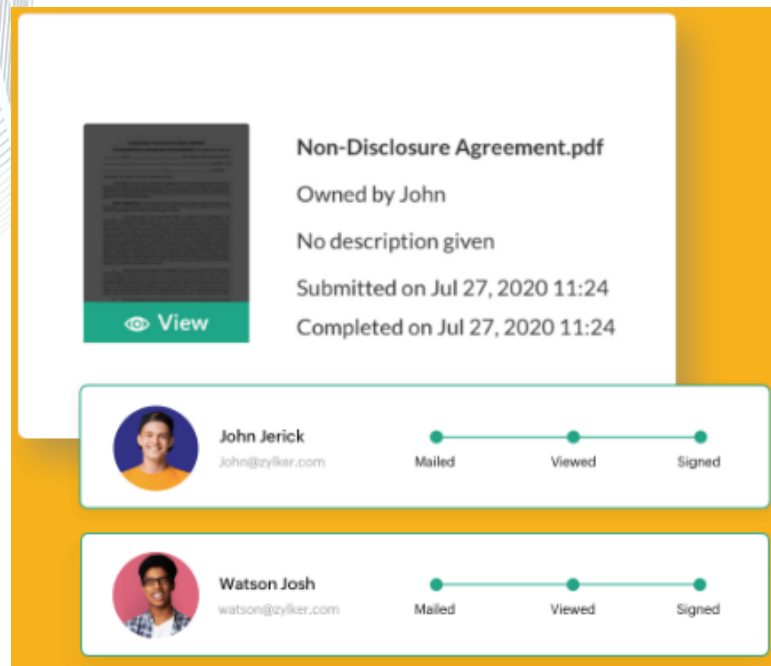 Non-Disclosure Agreement.pdf
Owned by John
No description given
Submitted on Jul 27, 2020 11:24
Completed on Jul 27, 2020 11:24
View
John Jerick
John@zylker.com
Mailed
Viewed
Signed
Watson Josh
watson@zylker.com
Mailed
Viewed
Signed